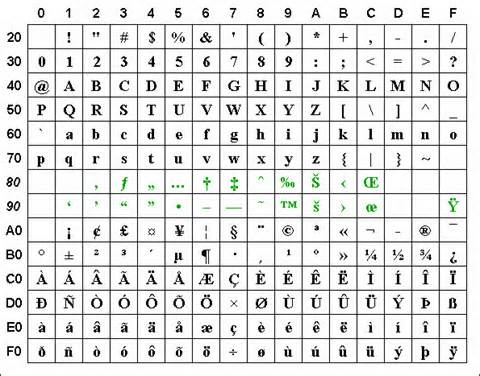 0 1 2 3 4 5 6 7 8 9 A B C D E F
20 ! " # $ % & ' ( ) * + , - . /
30 0 1 2 3 4 5 6 7 8 9 : ; < = > ?
40 @ A B C D E F G H I J K L M N O
50 P Q R S T U V W X Y Z [ \ ] ^ _
60 ` a b c d e f g h i j k l m n o
70 p q r s t u v w x y z { | } ~
80 ‚ ƒ „ … † ‡ ˆ ‰ Š ‹ Œ
90 ‘ ’ “ ” • – — ˜ ™ š › œ Ÿ
A0 ¡ ¢ £ ¤ ¥ ¦ § ¨ © ª « ¬ - ® ¯
B0 ° ± ² ³ ´ µ ¶ · ¸ ¹ º » ¼ ½ ¾ ¿
C0 À Á Â Ã Ä Å Æ Ç È É Ê Ë Ì Í Î Ï
D0 Ð Ñ Ò Ó Ô Õ Ö × Ø Ù Ú Û Ü Ý Þ ß
E0 à á â ã ä å æ ç è é ê ë ì í î ï
F0 ð ñ ò ó ô õ ö ÷ ø ù ú û ü ý þ ÿ